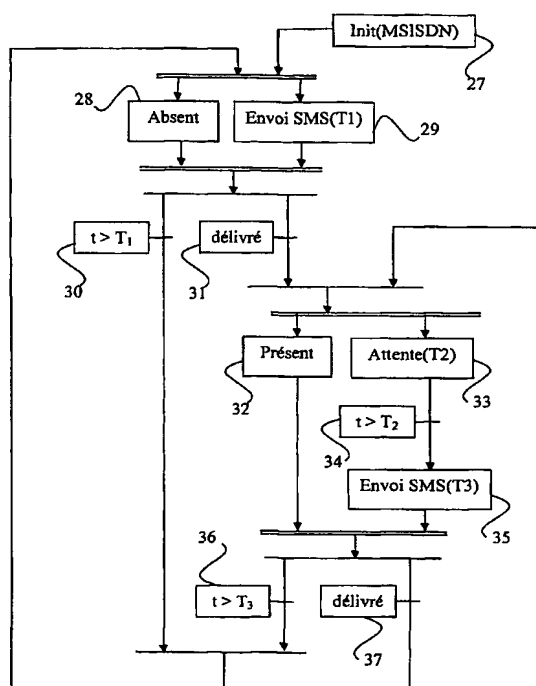 Init(MSISDN)
27
28
Absent
Envoi SMS(T1)
29
t > T1
délivré
30
31
Présent
Attente(T2)
32
33
t > T2
34
Envoi SMS(T3)
35
36
t > T3
délivré
37